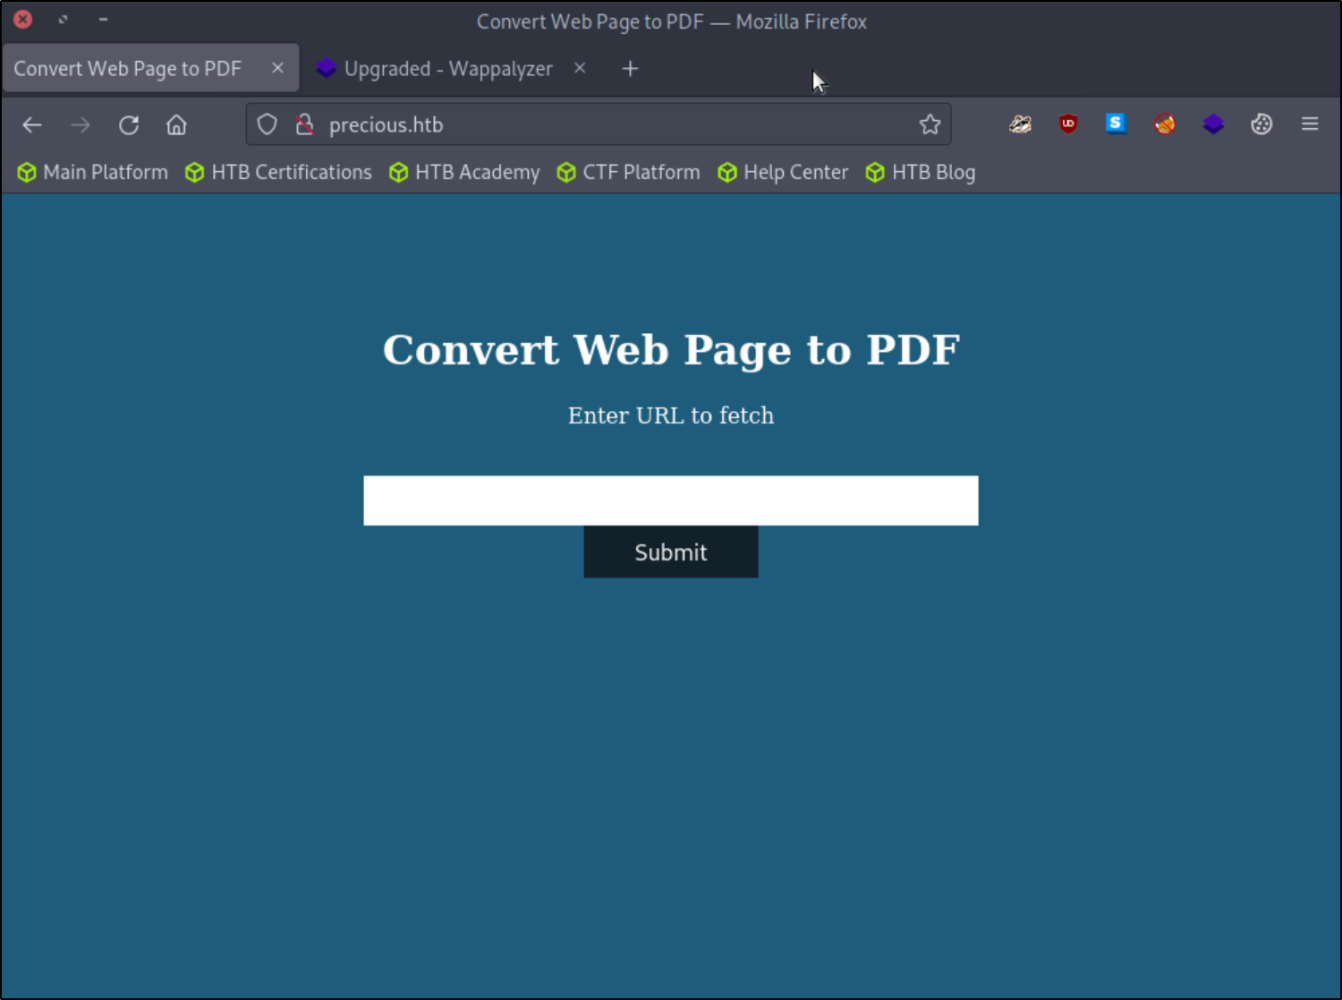 Convert Web Page to PDF — Mozilla Firefox
Convert Web Page to PDF Upgraded - Wappalyzer
precious.htb
Main Platform HTB Certifications HTB Academy CTF Platform Help Center HTB Blog
Convert Web Page to PDF
Enter URL to fetch
Submit